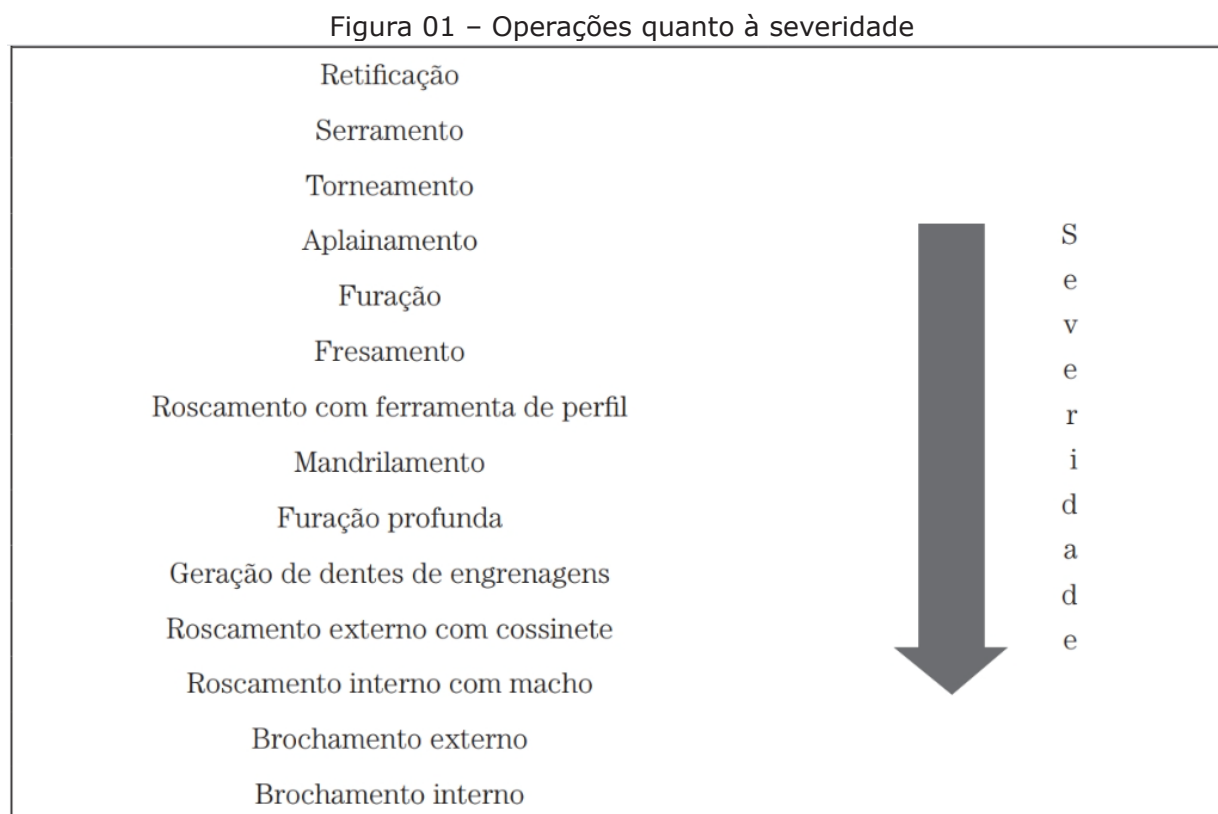 Figura 01 – Operações quanto à severidade
Retificação
Serramento
Torneamento
Aplainamento
Furação
Fresamento
Roscamento com ferramenta de perfil
Mandrilamento
Furação profunda
Geração de dentes de engrenagens
Roscamento externo com cossinete
Roscamento interno com macho
Brochamento externo
Brochamento interno
S
e
v
e
r
i
d
a
d
e